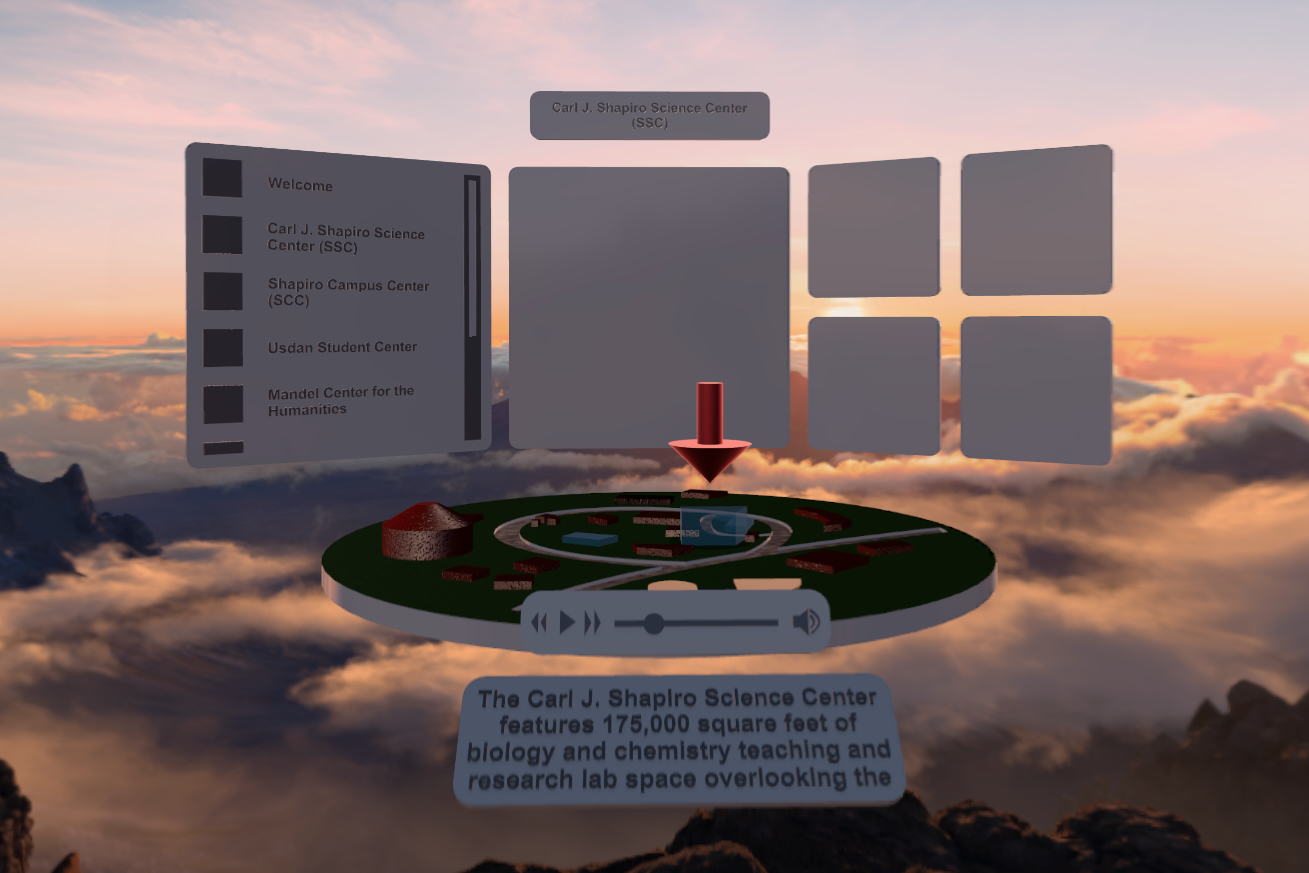 Carl J. Shapiro Science Center
(SSC)
Welcome
Carl J. Shapiro Science
Center (SSC)
Shapiro Campus Center
(SCC)
Usdan Student Center
Mandel Center for the
Humanities
The Carl J. Shapiro Science Center
features 175,000 square feet of
biology and chemistry teaching and
research lab space overlooking the